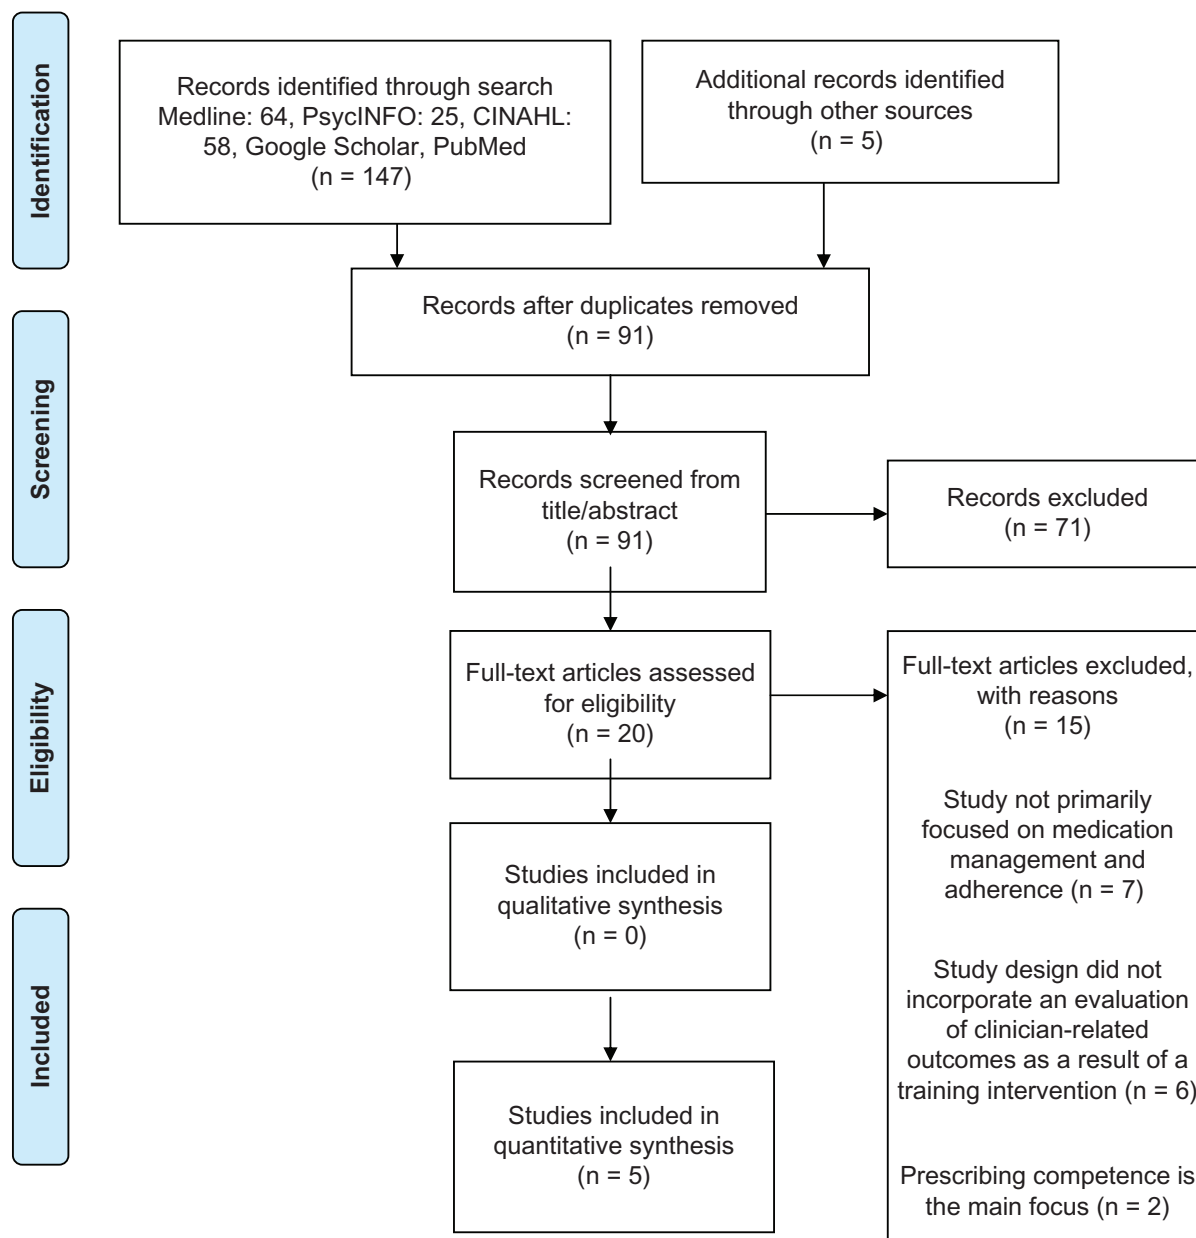 Identification
Records identified through search
Medline: 64, PsycINFO: 25, CINAHL:
58, Google Scholar, PubMed
(n = 147)
Additional records identified
through other sources
(n = 5)
Records after duplicates removed
(n = 91)
Screening
Records screened from
title/abstract
(n = 91)
Records excluded
(n = 71)
Eligibility
Full-text articles assessed
for eligibility
(n = 20)
Full-text articles excluded,
with reasons
(n = 15)
Study not primarily
focused on medication
management and
adherence (n = 7)
Study design did not
incorporate an evaluation
of clinician-related
outcomes as a result of a
training intervention (n = 6)
Prescribing competence is
the main focus (n = 2)
Studies included in
qualitative synthesis
(n = 0)
Included
Studies included in
quantitative synthesis
(n = 5)